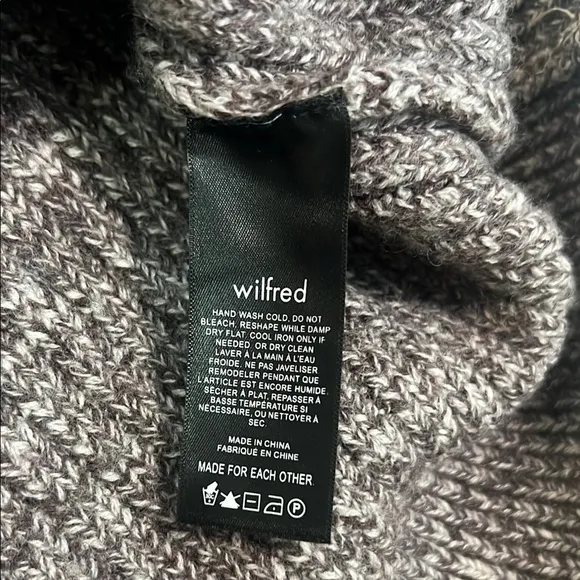 wilfred
HAND WASH COLD. DO NOT
BLEACH, RESHAPE WHILE DAMP
DRY FLAT. COOL IRON ONLY IF
NEEDED. OR DRY CLEAN
LAVER À LA MAIN À L'EAU
FROIDE. NE PAS JAVELISER
REMODELER PENDANT QUE
L'ARTICLE EST ENCORE HUMIDE.
SÉCHER À PLAT. REPASSER À
BASSE TEMPÉRATURE SI
NÉCESSAIRE, OU NETTOYER À
SEC.
MADE IN CHINA
FABRIQUÉ EN CHINE
MADE FOR EACH OTHER.
P